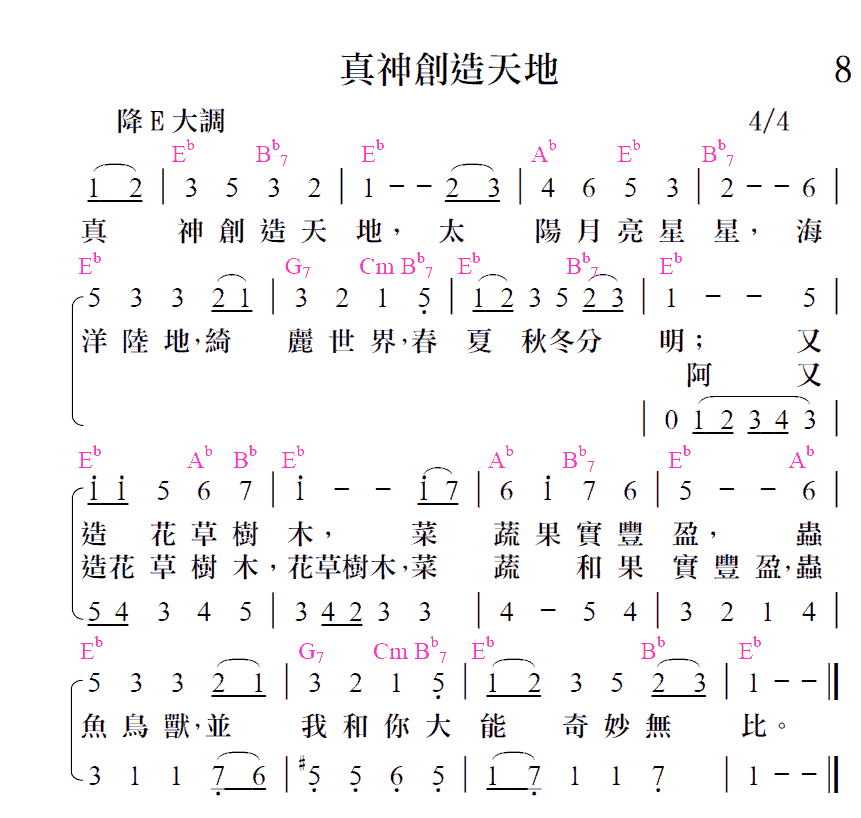 真神創造天地 8
降 E 大調 4/4
E♭ B♭7 E♭ A♭ E♭ B♭7
1 2 | 3 5 3 2 | 1 – – 2 3 | 4 6 5 3 | 2 – – 6 |
真 神 創 造 天 地， 太 陽 月 亮 星 星， 海
E♭ G7 Cm B♭7 E♭ B♭7 E♭
5 3 3 2 1 | 3 2 1 5̣ | 1 2 3 5 2 3 | 1 – – 5 |
洋 陸 地，綺 麗 世 界，春 夏 秋冬分 明； 又
阿 又
| 0 1 2 3 4 3 |
E♭ A♭ B♭ E♭ A♭ B♭7 E♭ A♭
1̇ 1̇ 5 6 7 | 1̇ – – 1̇ 7 | 6 1̇ 7 6 | 5 – – 6 |
造 花 草 樹 木， 菜 蔬 果 實 豐 盈， 蟲
造花 草 樹 木，花草樹木，菜 蔬 和 果 實 豐 盈，蟲
5 4 3 4 5 | 3 4 2 3 3 | 4 – 5 4 | 3 2 1 4 |
E♭ G7 Cm B♭7 E♭ B♭ E♭
5 3 3 2 1 | 3 2 1 5̣ | 1 2 3 5 2 3 | 1 – – ‖
魚 鳥 獸，並 我 和 你 大 能 奇 妙 無 比。
3 1 1 7̣ 6̣ | #5̣ 5̣ 6̣ 5̣ | 1 7̣ 1 1 7̣ | 1 – – ‖